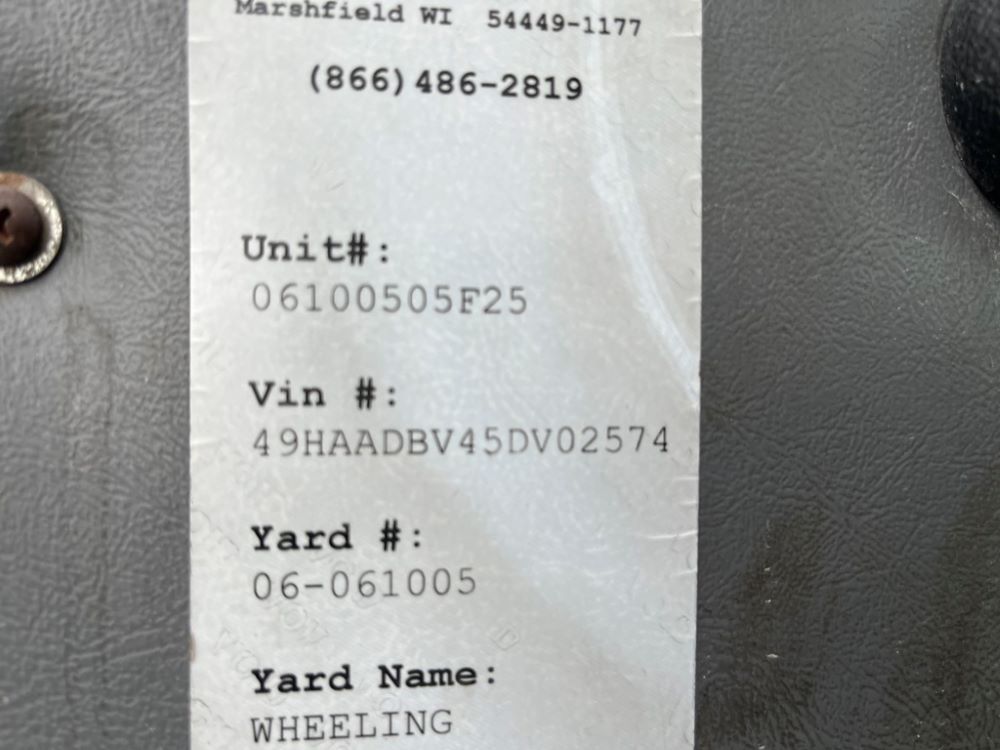 Marshfield WI 54449-1177
(866)486-2819
Unit#:
06100505F25
Vin #:
49HAADBV45DV02574
Yard #:
06-061005
Yard Name:
WHEELING